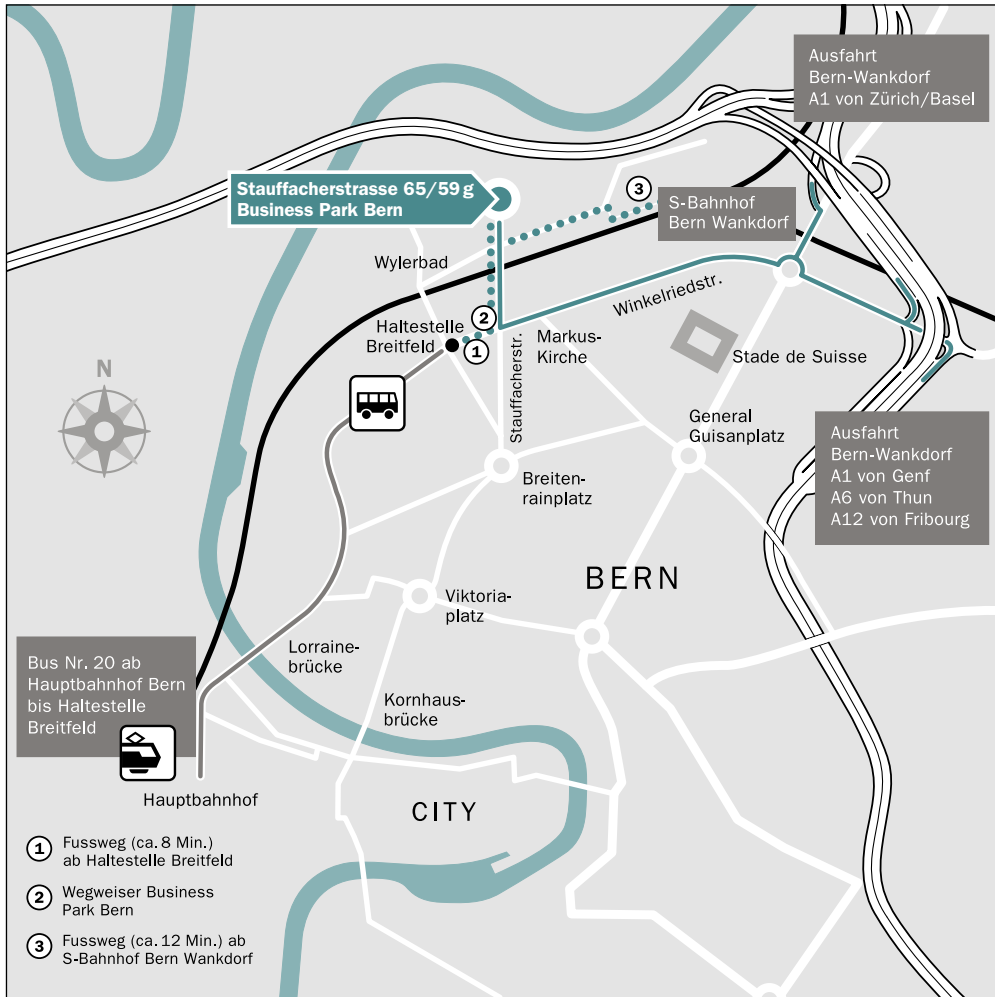 Ausfahrt
Bern-Wankdorf
A1 von Zürich/Basel
Stauffacherstrasse 65/59 g
Business Park Bern
3
S-Bahnhof
Bern Wankdorf
Wylerbad
Winkelriedstr.
2
Haltestelle
Breitfeld
1
Markus-
Kirche
Stade de Suisse
Stauffacherstr.
N
General
Guisanplatz
Ausfahrt
Bern-Wankdorf
A1 von Genf
A6 von Thun
A12 von Fribourg
Breiten-
rainplatz
BERN
Viktoria-
platz
Lorraine-
brücke
Bus Nr. 20 ab
Hauptbahnhof Bern
bis Haltestelle
Breitfeld
Kornhaus-
brücke
Hauptbahnhof
CITY
1 Fussweg (ca. 8 Min.)
ab Haltestelle Breitfeld
2 Wegweiser Business
Park Bern
3 Fussweg (ca. 12 Min.) ab
S-Bahnhof Bern Wankdorf